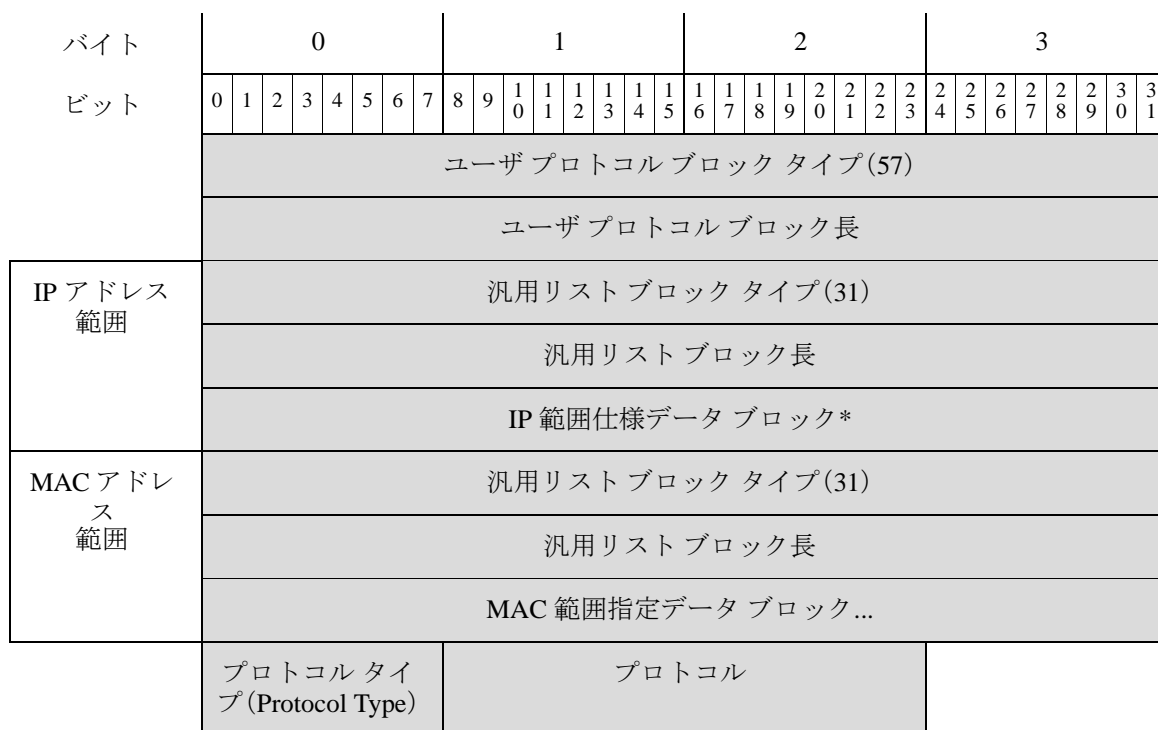 バイト 0 1 2 3
ビット 0 1 2 3 4 5 6 7 8 9 10 11 12 13 14 15 16 17 18 19 20 21 22 23 24 25 26 27 28 29 30 31
ユーザ プロトコル ブロック タイプ(57)
ユーザ プロトコル ブロック長
IP アドレス
範囲
汎用リスト ブロック タイプ(31)
汎用リスト ブロック長
IP 範囲仕様データ ブロック*
MAC アドレ
ス
範囲
汎用リスト ブロック タイプ(31)
汎用リスト ブロック長
MAC 範囲指定データ ブロック...
プロトコル タイ
プ(Protocol Type)
プロトコル